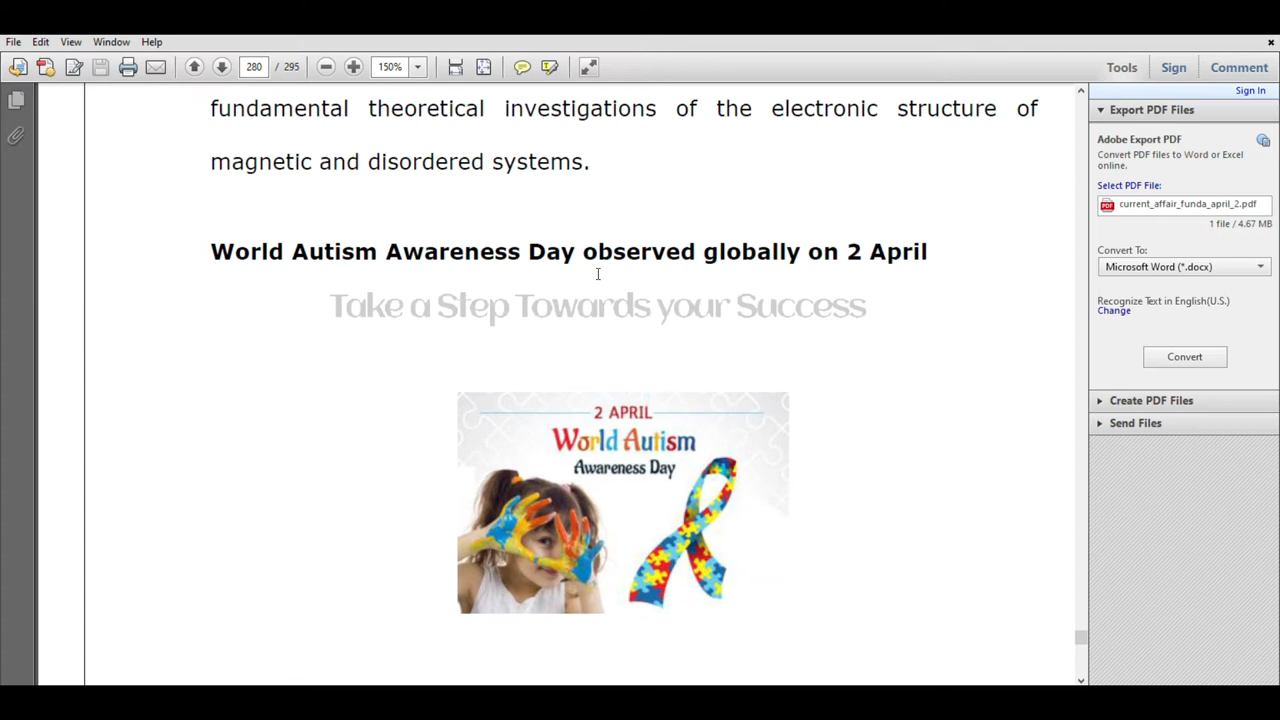 File Edit View Window Help
280 / 295 150% Tools Sign Comment
Sign In
fundamental theoretical investigations of the electronic structure of
magnetic and disordered systems.
World Autism Awareness Day observed globally on 2 April
Take a Step Towards your Success
2 APRIL
World Autism
Awareness Day
Export PDF Files
Adobe Export PDF
Convert PDF files to Word or Excel
online.
Select PDF File:
current_affair_funda_april_2.pdf
1 file / 4.67 MB
Convert To:
Microsoft Word (*.docx)
Recognize Text in English(U.S.)
Change
Convert
Create PDF Files
Send Files